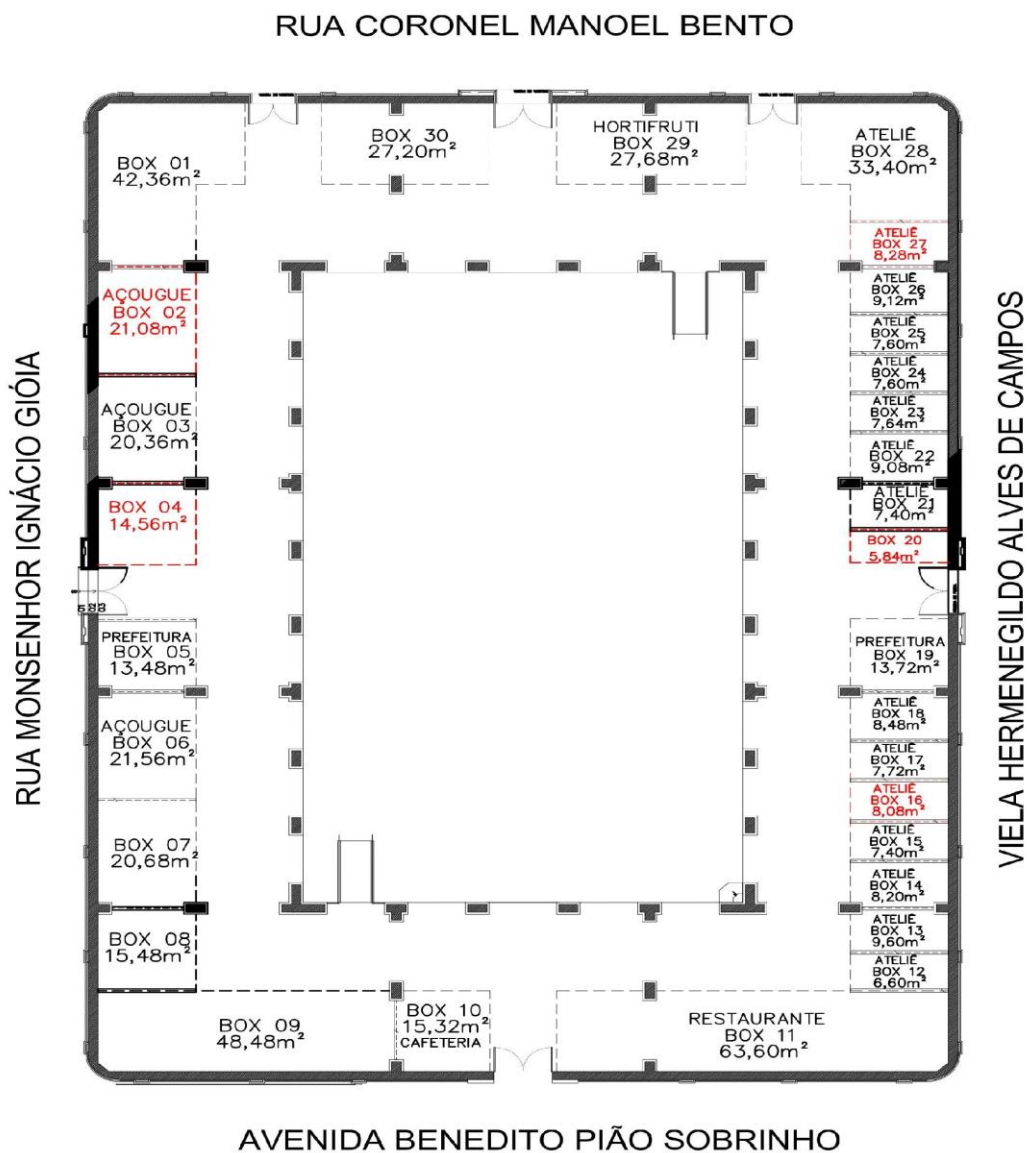 RUA CORONEL MANOEL BENTO
BOX 01
42,36m²
BOX 30
27,20m²
HORTIFRUTI
BOX 29
27,68m²
ATELIÊ
BOX 28
33,40m²
ATELIÊ
BOX 27
8,28m²
AÇOUGUE
BOX 02
21,08m²
ATELIÊ
BOX 26
9,12m²
ATELIÊ
BOX 25
7,60m²
ATELIÊ
BOX 24
7,60m²
AÇOUGUE
BOX 03
20,36m²
ATELIÊ
BOX 23
7,64m²
ATELIÊ
BOX 22
9,08m²
BOX 04
14,56m²
ATELIÊ
BOX 21
7,40m²
BOX 20
5,84m²
RUA MONSENHOR IGNÁCIO GIÓIA
VIELA HERMENEGILDO ALVES DE CAMPOS
PREFEITURA
BOX 05
13,48m²
PREFEITURA
BOX 19
13,72m²
AÇOUGUE
BOX 06
21,56m²
ATELIÊ
BOX 18
8,48m²
ATELIÊ
BOX 17
7,72m²
ATELIÊ
BOX 16
8,08m²
BOX 07
20,68m²
ATELIÊ
BOX 15
7,40m²
ATELIÊ
BOX 14
8,20m²
BOX 08
15,48m²
ATELIÊ
BOX 13
9,60m²
ATELIÊ
BOX 12
6,60m²
BOX 09
48,48m²
BOX 10
15,32m²
CAFETERIA
RESTAURANTE
BOX 11
63,60m²
AVENIDA BENEDITO PIÃO SOBRINHO